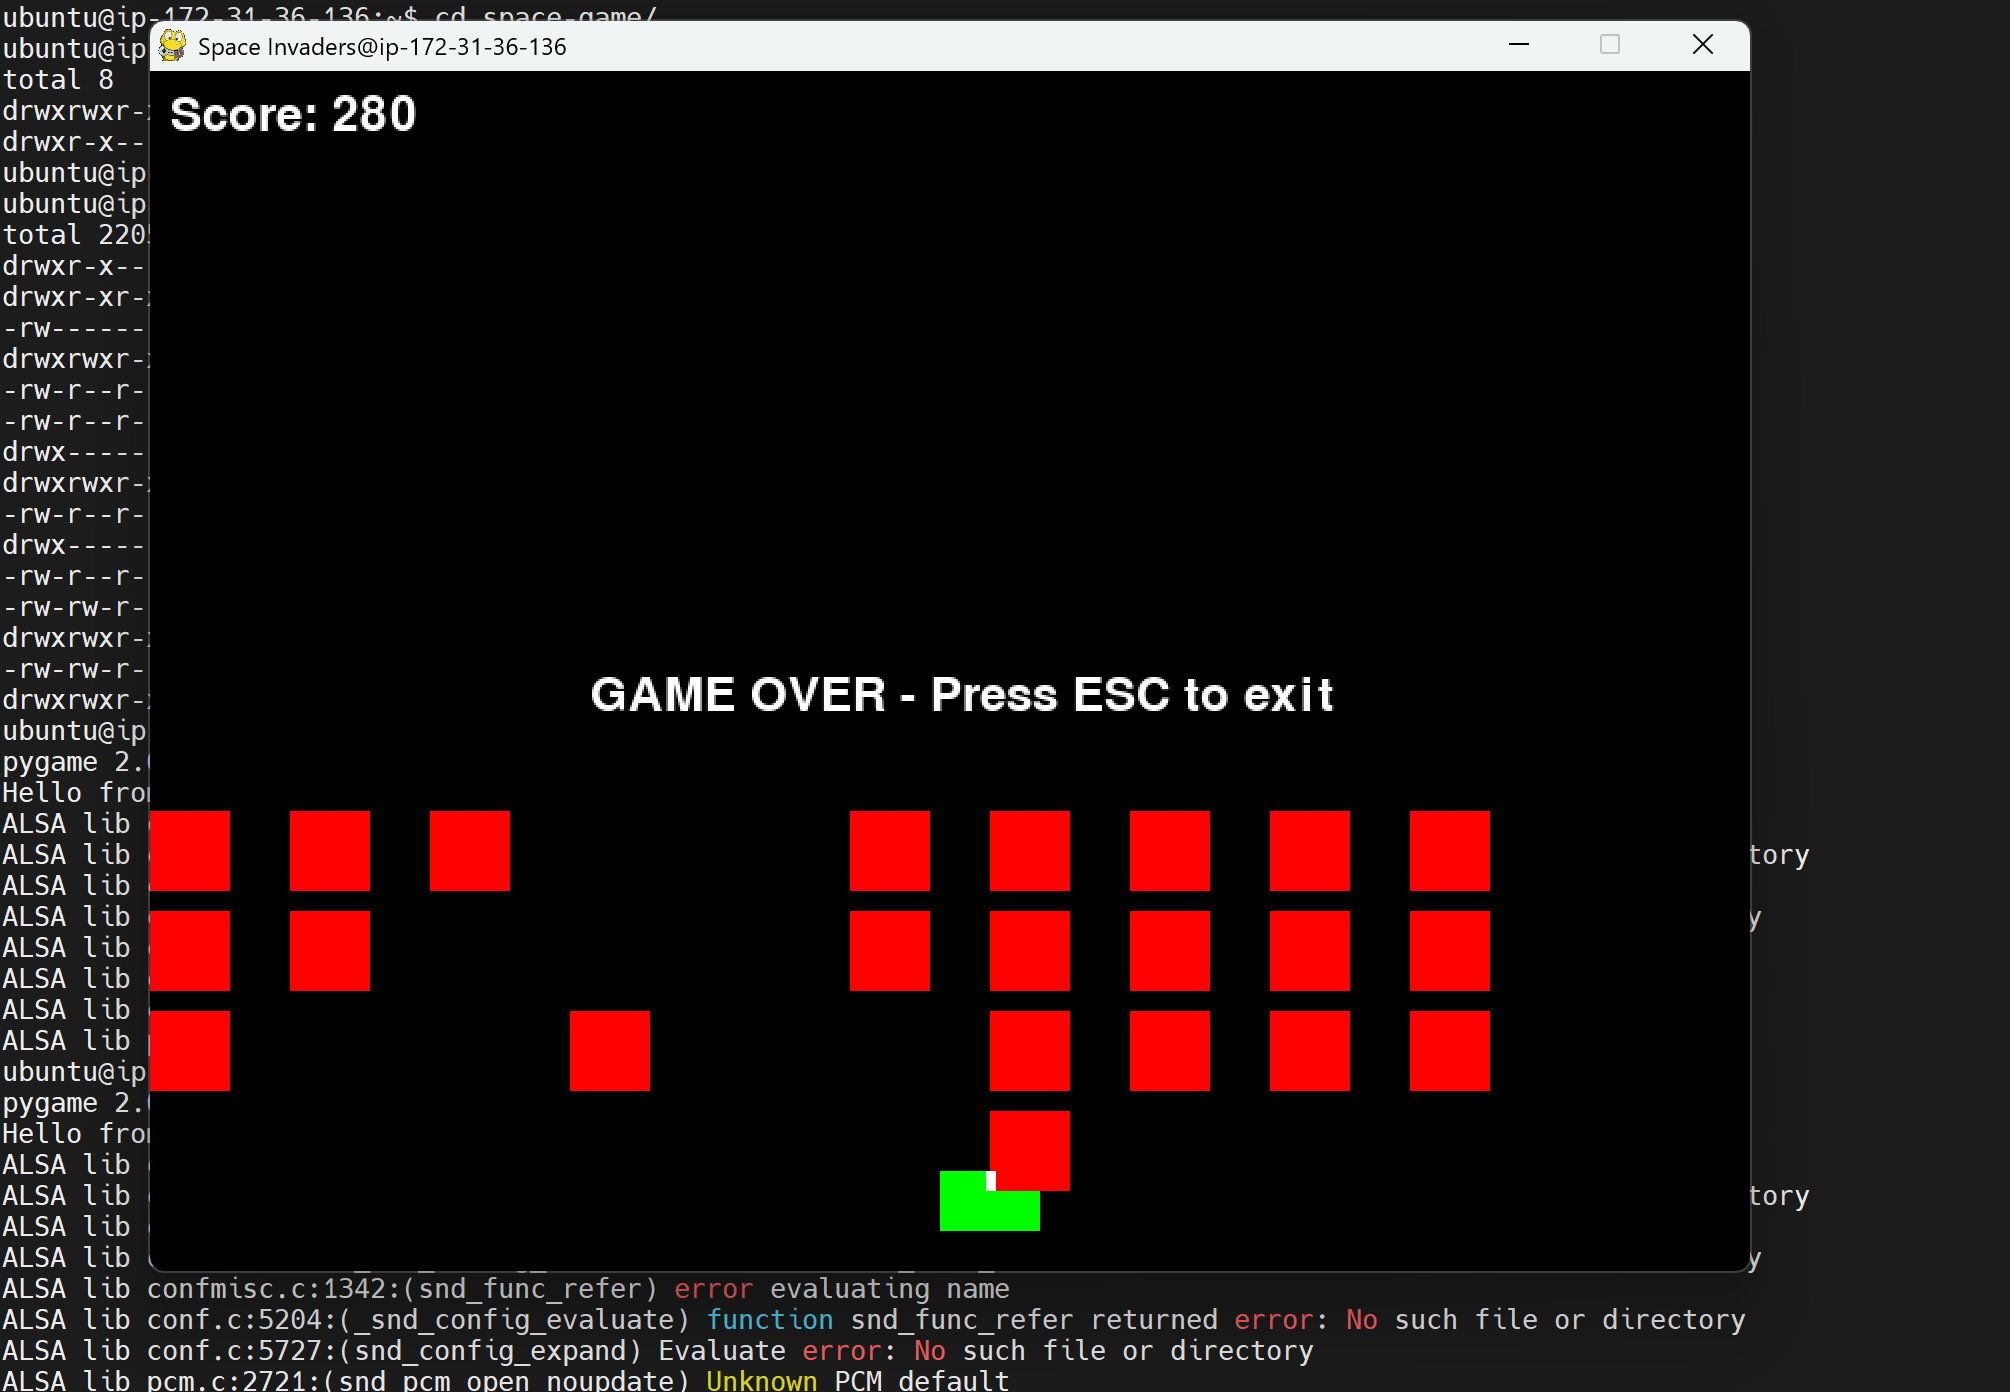 ubuntu@ip-172-31-36-136:~$ cd space-game/
ubuntu@ip
Space Invaders@ip-172-31-36-136
total 8
drwxrwxr-x
Score: 280
drwxr-x--
ubuntu@ip
ubuntu@ip
total 2205
drwxr-x--
drwxr-xr-x
-rw------
drwxrwxr-x
-rw-r--r-
-rw-r--r-
drwx-----
drwxrwxr-x
-rw-r--r-
drwx-----
-rw-r--r-
-rw-rw-r-
drwxrwxr-x
-rw-rw-r-
GAME OVER - Press ESC to exit
drwxrwxr-x
ubuntu@ip
pygame 2.0
Hello from
ALSA lib
ALSA lib tory
ALSA lib
ALSA lib y
ALSA lib
ALSA lib
ALSA lib
ALSA lib
ubuntu@ip
pygame 2.0
Hello from
ALSA lib
ALSA lib tory
ALSA lib
ALSA lib y
ALSA lib confmisc.c:1342:(snd_func_refer) error evaluating name
ALSA lib conf.c:5204:(_snd_config_evaluate) function snd_func_refer returned error: No such file or directory
ALSA lib conf.c:5727:(snd_config_expand) Evaluate error: No such file or directory
ALSA lib pcm.c:2721:(snd_pcm_open_noupdate) Unknown PCM default